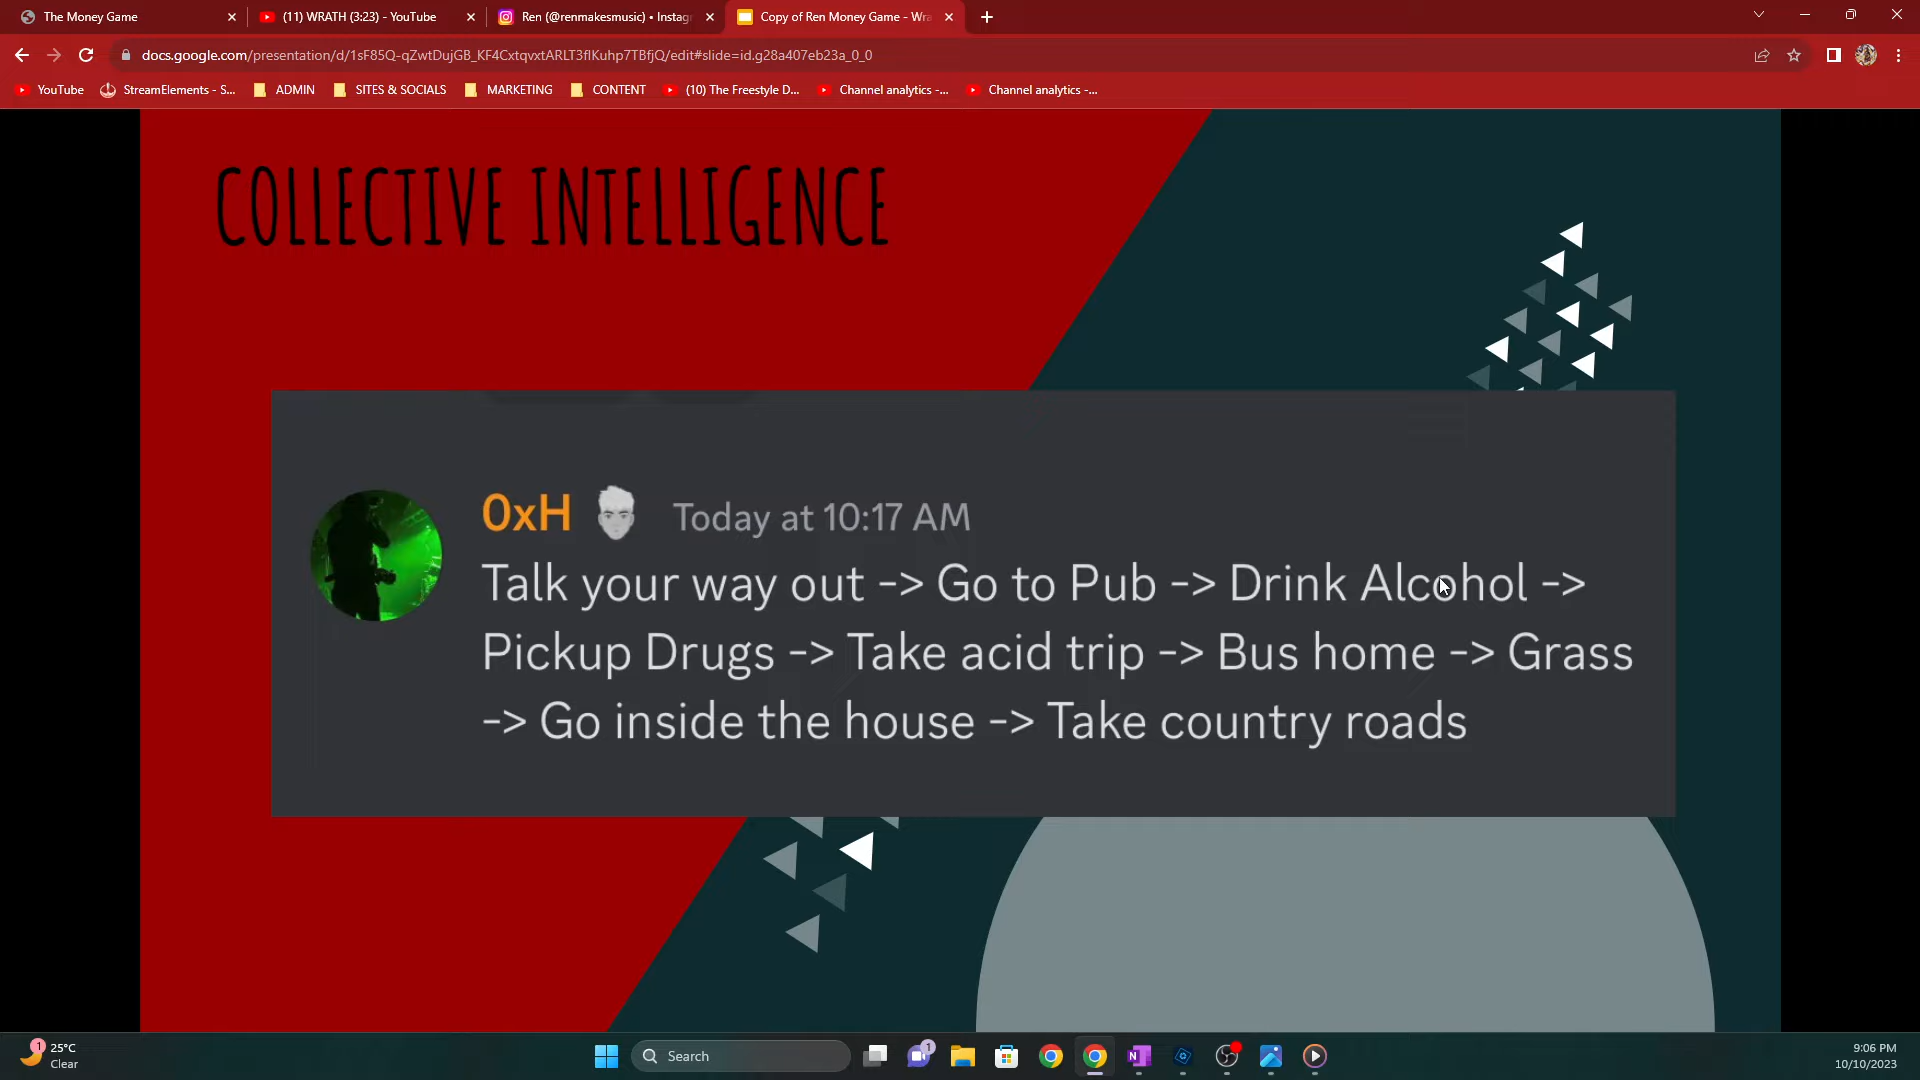 The Money Game
(11) WRATH (3:23) - YouTube
Ren (@renmakesmusic) • Instag
Copy of Ren Money Game - Wra
docs.google.com/presentation/d/1sF85Q-qZwtDujGB_KF4CxtqvxtARLT3flKuhp7TBfjQ/edit#slide=id.g28a407eb23a_0_0
YouTube
StreamElements - S...
ADMIN
SITES & SOCIALS
MARKETING
CONTENT
(10) The Freestyle D...
Channel analytics -...
Channel analytics -...
COLLECTIVE INTELLIGENCE
0xH Today at 10:17 AM
Talk your way out -> Go to Pub -> Drink Alcohol ->
Pickup Drugs -> Take acid trip -> Bus home -> Grass
-> Go inside the house -> Take country roads
1
25°C
Clear
Search
1
9:06 PM
10/10/2023